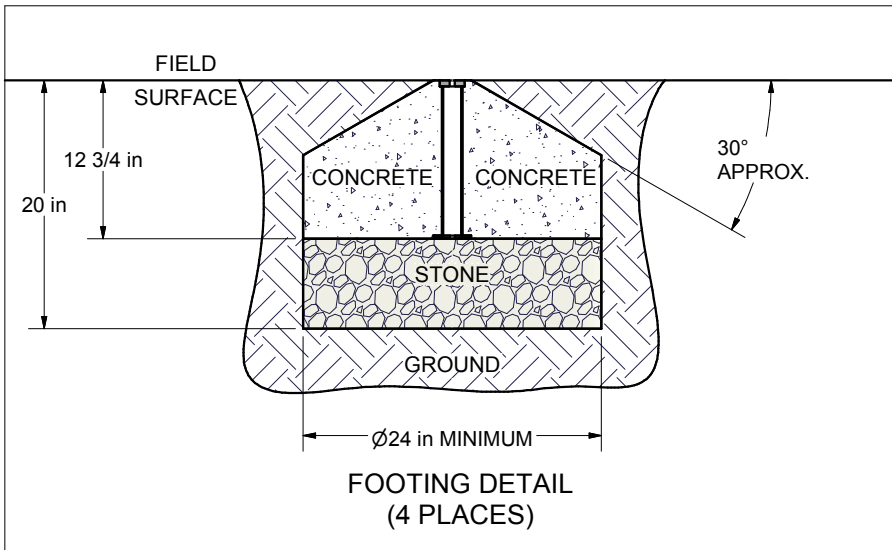 FIELD
SURFACE
12 3/4 in
20 in
CONCRETE
CONCRETE
30°
APPROX.
STONE
GROUND
Ø24 in MINIMUM
FOOTING DETAIL
(4 PLACES)